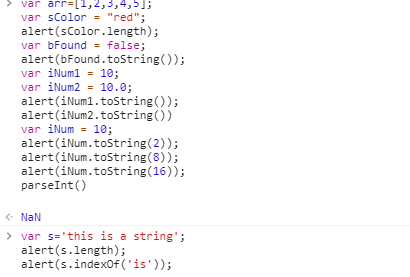 > var arr=[1,2,3,4,5];
var sColor = "red";
alert(sColor.length);
var bFound = false;
alert(bFound.toString());
var iNum1 = 10;
var iNum2 = 10.0;
alert(iNum1.toString());
alert(iNum2.toString())
var iNum = 10;
alert(iNum.toString(2));
alert(iNum.toString(8));
alert(iNum.toString(16));
parseInt()
NaN
> var s='this is a string';
alert(s.length);
alert(s.indexOf('is'));